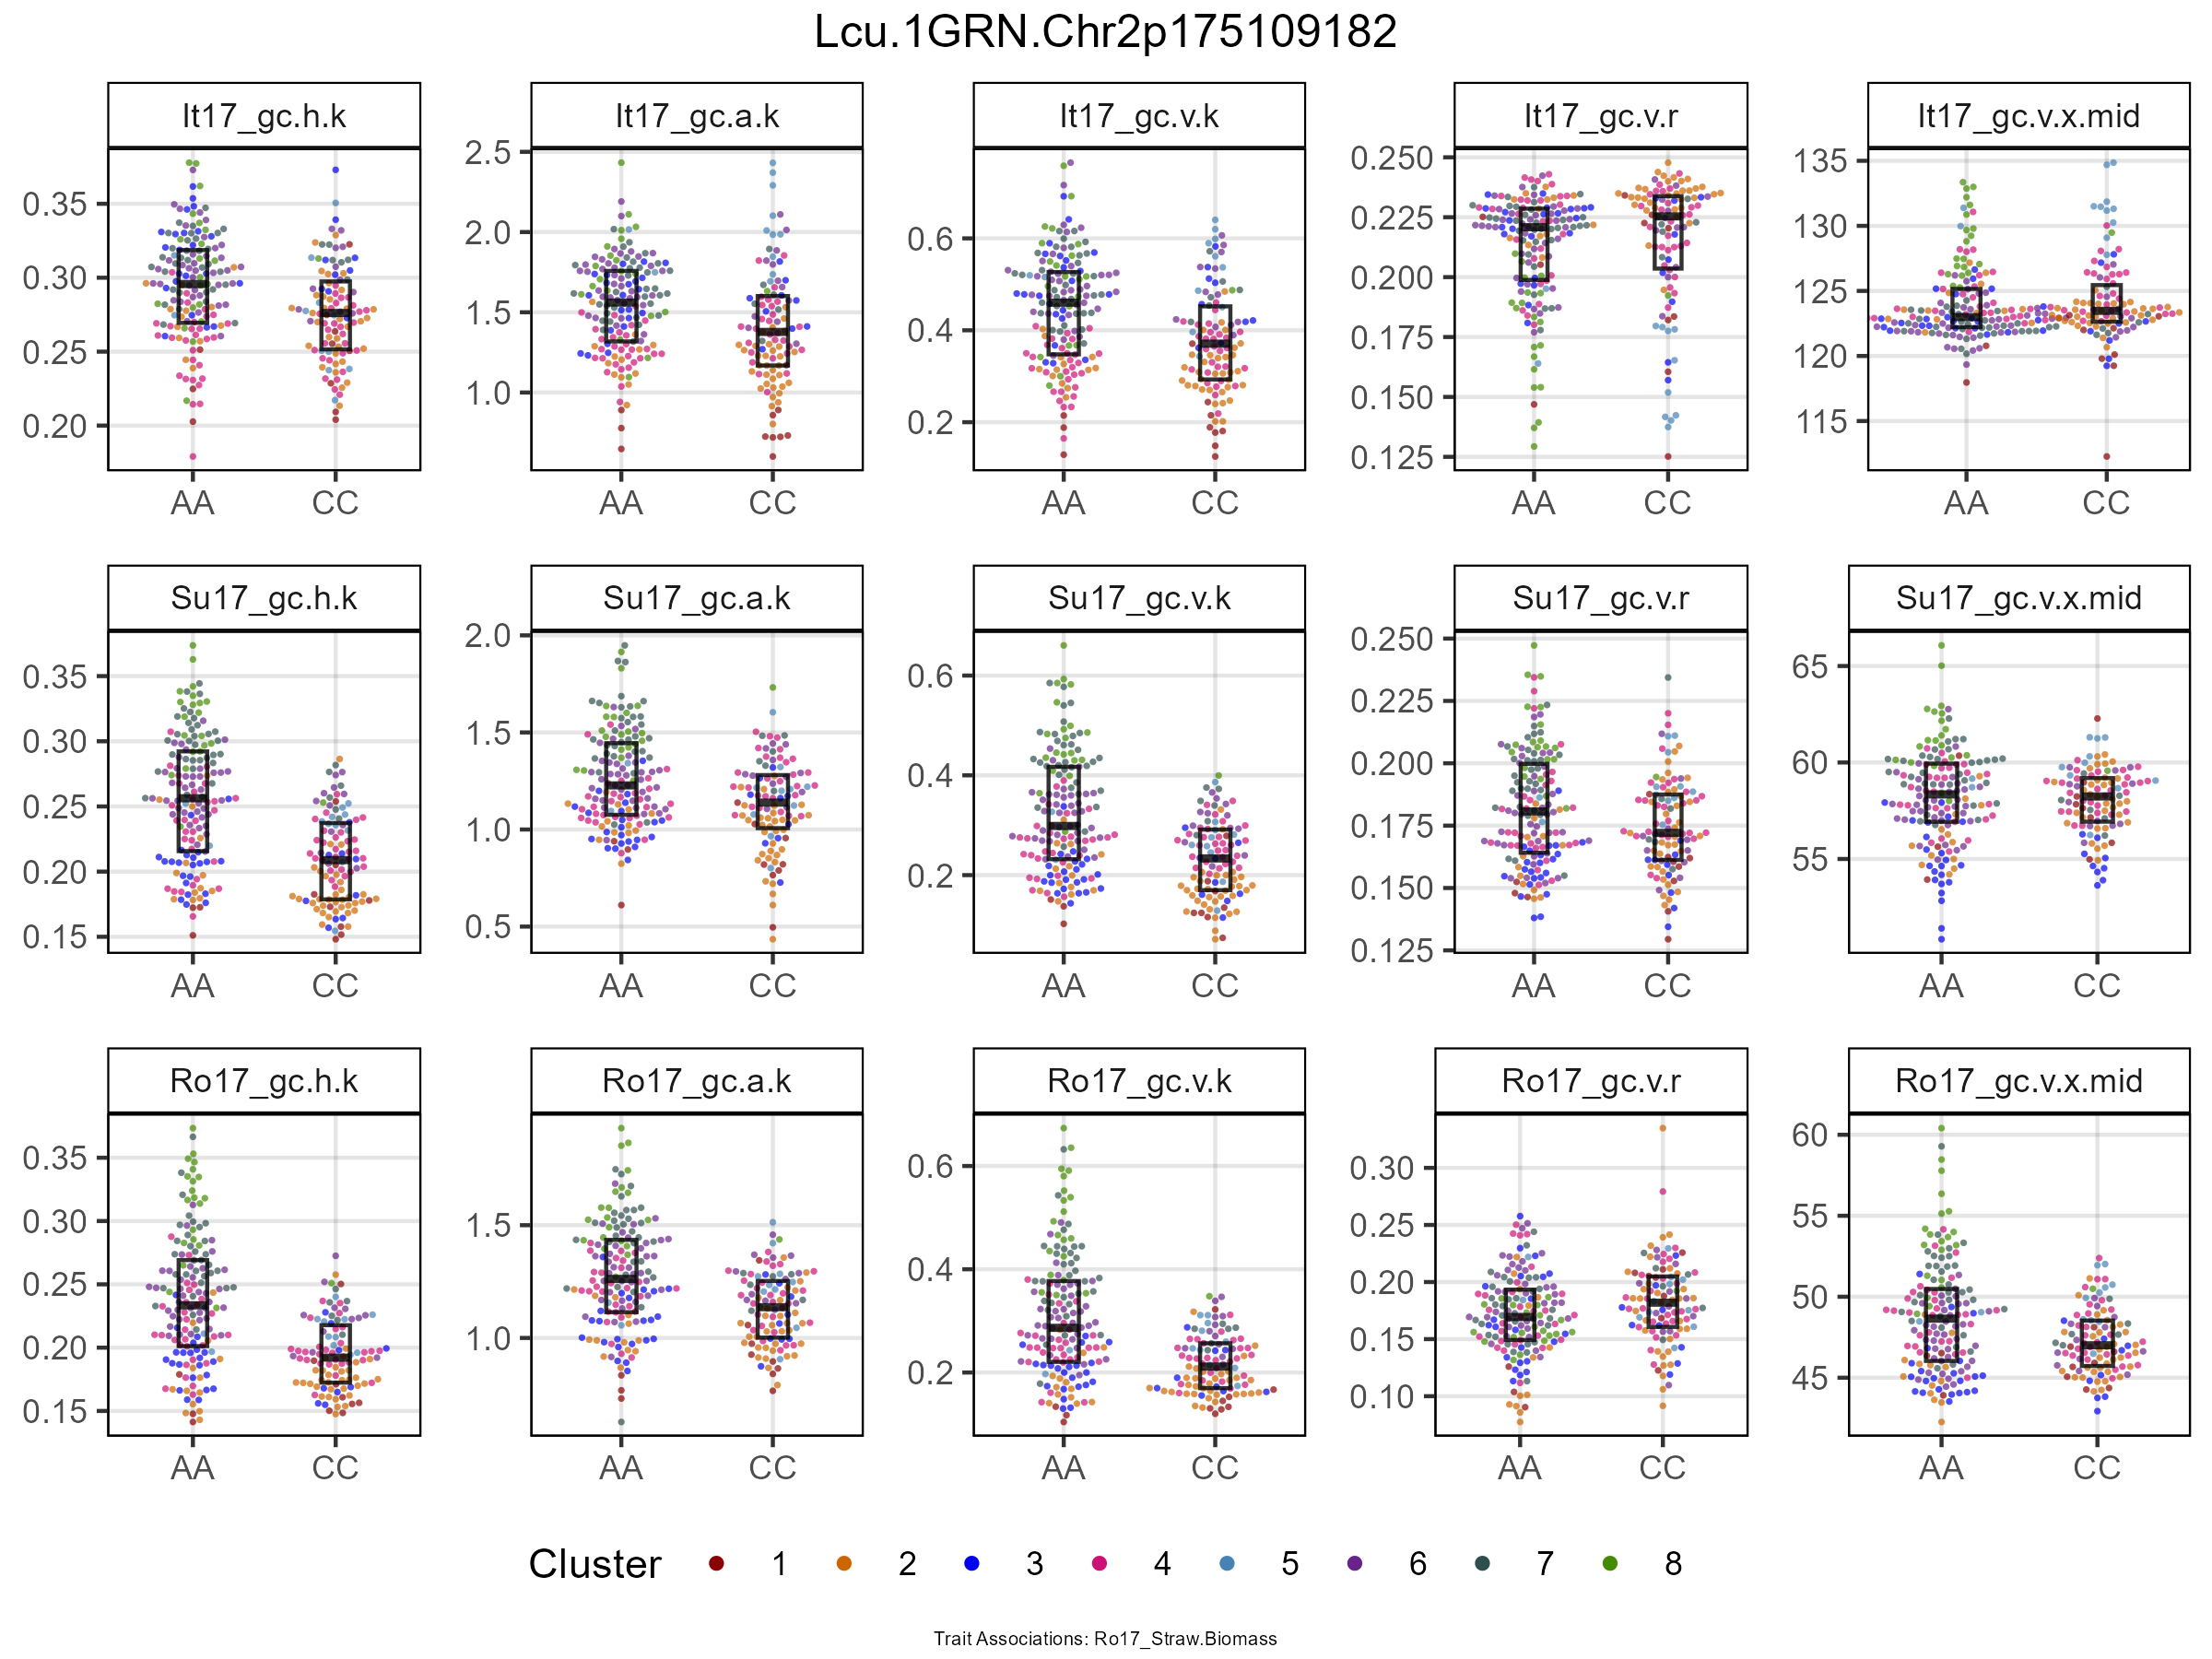 Lcu.1GRN.Chr2p175109182
It17_gc.h.k It17_gc.a.k It17_gc.v.k It17_gc.v.r It17_gc.v.x.mid
0.35 0.30 0.25 0.20
2.5 2.0 1.5 1.0
0.6 0.4 0.2
0.250 0.225 0.200 0.175 0.150 0.125
135 130 125 120 115
AA CC AA CC AA CC AA CC AA CC
Su17_gc.h.k Su17_gc.a.k Su17_gc.v.k Su17_gc.v.r Su17_gc.v.x.mid
0.35 0.30 0.25 0.20 0.15
2.0 1.5 1.0 0.5
0.6 0.4 0.2
0.250 0.225 0.200 0.175 0.150 0.125
65 60 55
AA CC AA CC AA CC AA CC AA CC
Ro17_gc.h.k Ro17_gc.a.k Ro17_gc.v.k Ro17_gc.v.r Ro17_gc.v.x.mid
0.35 0.30 0.25 0.20 0.15
1.5 1.0
0.6 0.4 0.2
0.30 0.25 0.20 0.15 0.10
60 55 50 45
AA CC AA CC AA CC AA CC AA CC
Cluster 1 2 3 4 5 6 7 8
Trait Associations: Ro17_Straw.Biomass